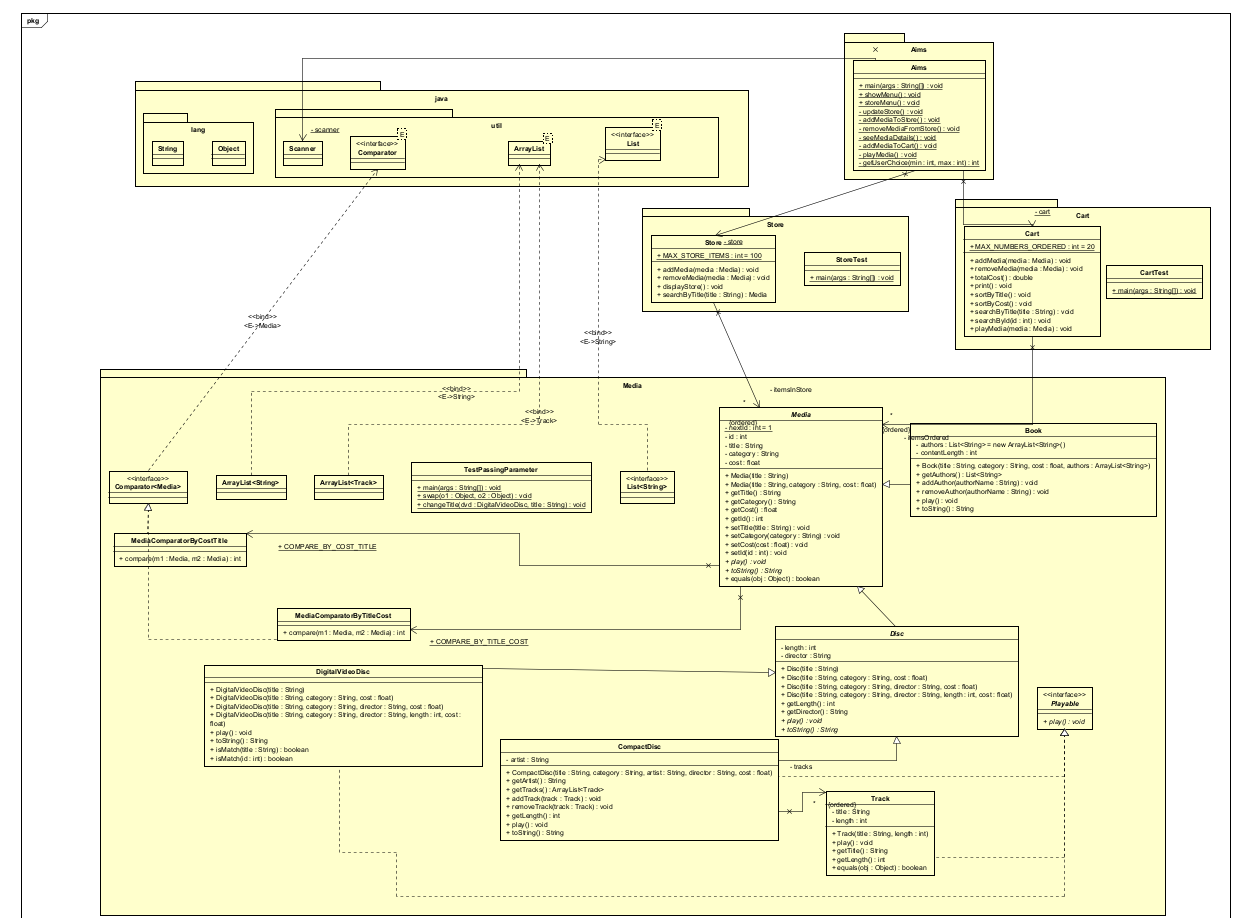 pkg
Aims
Aims
+ main(args : String[]) : void
+ showMenu() : void
+ storeMenu() : void
- updateStore() : void
- addMediaToStore() : void
- removeMediaFromStore() : void
- seeMediaDetails() : void
- addMediaToCart() : void
- playMedia() : void
- getUserChoice(min : int, max : int) : int
java
lang
String
Object
util
- scanner
Scanner
<<interface>>
Comparator
E
ArrayList
E
<<interface>>
List
E
Store
Store
- store
+ MAX_STORE_ITEMS : int = 100
+ addMedia(media : Media) : void
+ removeMedia(media : Media) : void
+ displayStore() : void
+ searchByTitle(title : String) : Media
StoreTest
+ main(args : String[]) : void
Cart
- cart
Cart
+ MAX_NUMBERS_ORDERED : int = 20
+ addMedia(media : Media) : void
+ removeMedia(media : Media) : void
+ totalCost() : double
+ print() : void
+ sortByTitle() : void
+ sortByCost() : void
+ searchByTitle(title : String) : void
+ searchById(id : int) : void
+ playMedia(media : Media) : void
CartTest
+ main(args : String[]) : void
<<bind>>
<E->Media>
<<bind>>
<E->String>
Media
<<bind>>
<E->String>
<<bind>>
<E->Track>
- itemsInStore
*
{ordered}
*
{ordered}
- itemsOrdered
Media
- nextId : int = 1
- id : int
- title : String
- category : String
- cost : float
+ Media(title : String)
+ Media(title : String, category : String, cost : float)
+ getTitle() : String
+ getCategory() : String
+ getCost() : float
+ getId() : int
+ setTitle(title : String) : void
+ setCategory(category : String) : void
+ setCost(cost : float) : void
+ setId(id : int) : void
+ play() : void
+ toString() : String
+ equals(obj : Object) : boolean
Book
- authors : List<String> = new ArrayList<String>()
- contentLength : int
+ Book(title : String, category : String, cost : float, authors : ArrayList<String>)
+ getAuthors() : List<String>
+ addAuthor(authorName : String) : void
+ removeAuthor(authorName : String) : void
+ play() : void
+ toString() : String
<<interface>>
Comparator<Media>
ArrayList<String>
ArrayList<Track>
TestPassingParameter
+ main(args : String[]) : void
+ swap(o1 : Object, o2 : Object) : void
+ changeTitle(dvd : DigitalVideoDisc, title : String) : void
<<interface>>
List<String>
MediaComparatorByCostTitle
+ compare(m1 : Media, m2 : Media) : int
+ COMPARE_BY_COST_TITLE
MediaComparatorByTitleCost
+ compare(m1 : Media, m2 : Media) : int
+ COMPARE_BY_TITLE_COST
Disc
- length : int
- director : String
+ Disc(title : String)
+ Disc(title : String, category : String, cost : float)
+ Disc(title : String, category : String, director : String, cost : float)
+ Disc(title : String, category : String, director : String, length : int, cost : float)
+ getLength() : int
+ getDirector() : String
+ play() : void
+ toString() : String
DigitalVideoDisc
+ DigitalVideoDisc(title : String)
+ DigitalVideoDisc(title : String, category : String, cost : float)
+ DigitalVideoDisc(title : String, category : String, director : String, cost : float)
+ DigitalVideoDisc(title : String, category : String, director : String, length : int, cost :
float)
+ play() : void
+ toString() : String
+ isMatch(title : String) : boolean
+ isMatch(id : int) : boolean
<<interface>>
Playable
+ play() : void
CompactDisc
- artist : String
+ CompactDisc(title : String, category : String, artist : String, director : String, cost : float)
+ getArtist() : String
+ getTracks() : ArrayList<Track>
+ addTrack(track : Track) : void
+ removeTrack(track : Track) : void
+ getLength() : int
+ play() : void
+ toString() : String
- tracks
*
{ordered}
Track
- title : String
- length : int
+ Track(title : String, length : int)
+ play() : void
+ getTitle() : String
+ getLength() : int
+ equals(obj : Object) : boolean